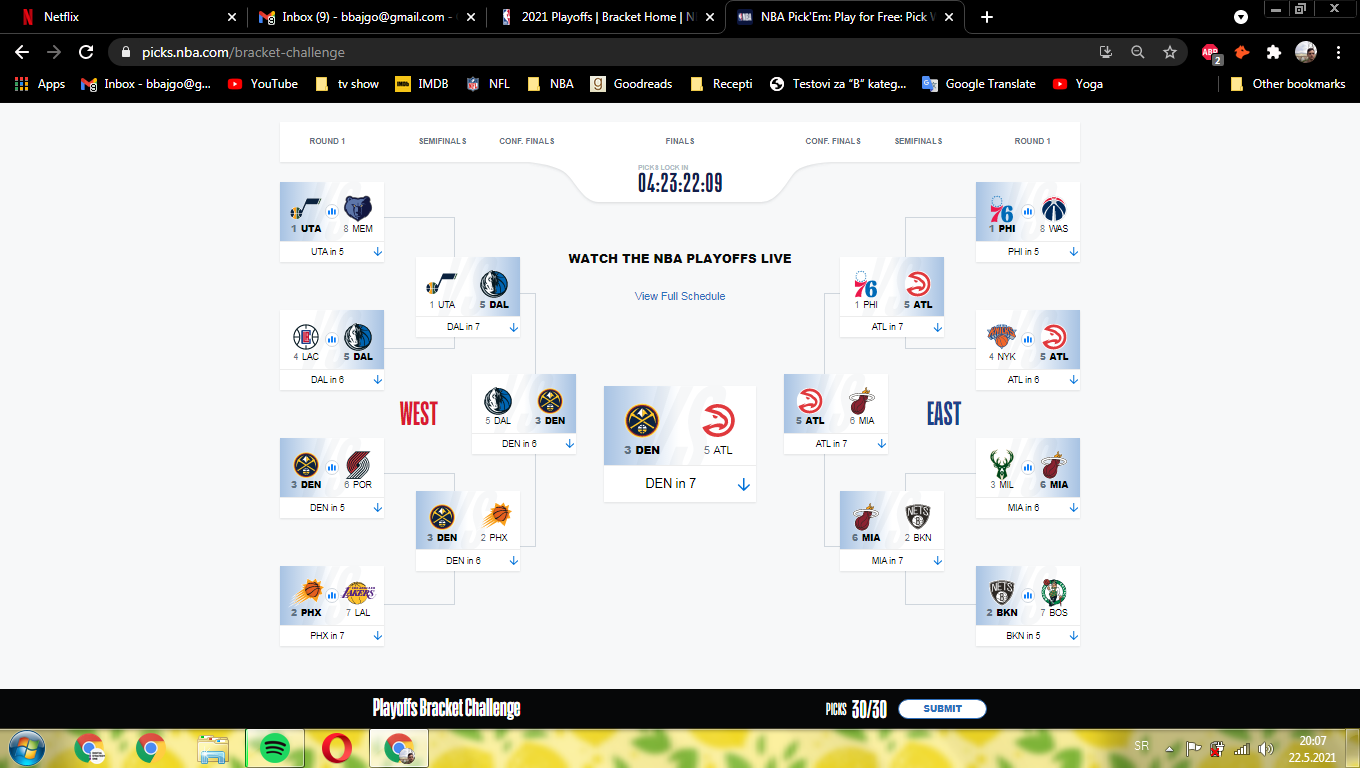 Netflix
Inbox (9) - bbajgo@gmail.com -
2021 Playoffs | Bracket Home | N
NBA Pick'Em: Play for Free: Pick
picks.nba.com/bracket-challenge
ABP
2
Apps
Inbox - bbajgo@g...
YouTube
tv show
IMDB
NFL
NBA
Goodreads
Recepti
Testovi za "B" kateg...
Google Translate
Yoga
Other bookmarks
ROUND 1
SEMIFINALS
CONF. FINALS
FINALS
CONF. FINALS
SEMIFINALS
ROUND 1
PICKS LOCK IN
04:23:22:09
WATCH THE NBA PLAYOFFS LIVE
View Full Schedule
1 UTA 8 MEM
UTA in 5
4 LAC 5 DAL
DAL in 6
3 DEN 6 POR
DEN in 5
2 PHX 7 LAL
PHX in 7
1 UTA 5 DAL
DAL in 7
3 DEN 2 PHX
DEN in 6
WEST
5 DAL 3 DEN
DEN in 6
3 DEN 5 ATL
DEN in 7
5 ATL 6 MIA
ATL in 7
EAST
1 PHI 5 ATL
ATL in 7
6 MIA 2 BKN
MIA in 7
1 PHI 8 WAS
PHI in 5
4 NYK 5 ATL
ATL in 6
3 MIL 6 MIA
MIA in 6
2 BKN 7 BOS
BKN in 5
Playoffs Bracket Challenge
PICKS 30/30
SUBMIT
SR
20:07
22.5.2021